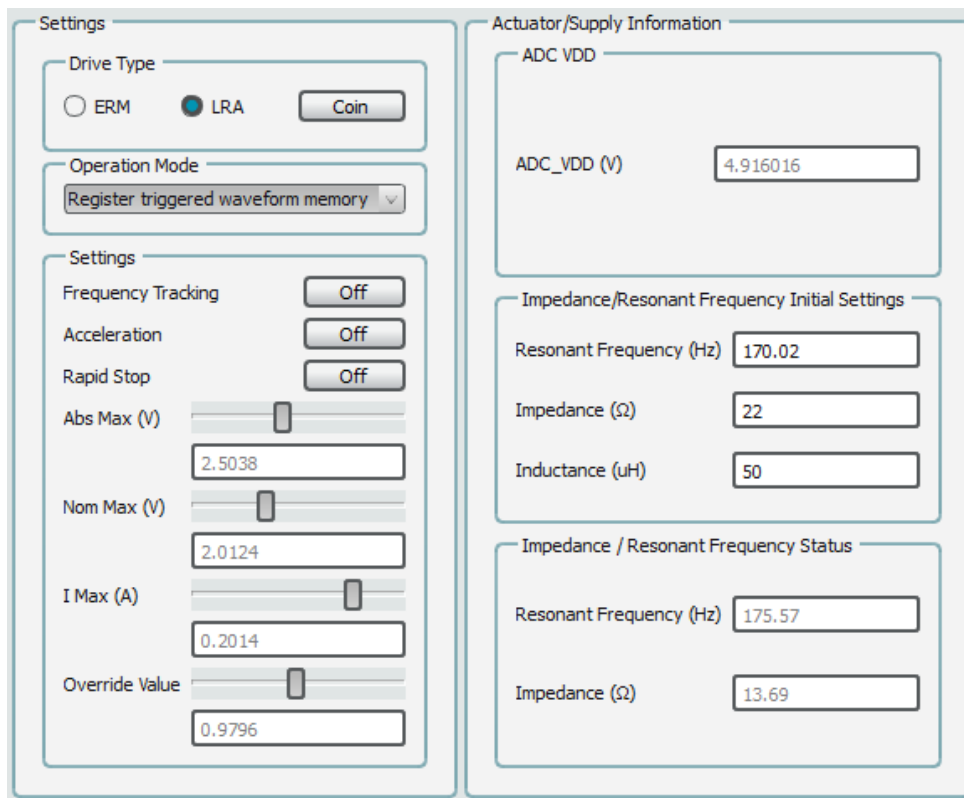 Settings
Drive Type
ERM LRA Coin
Operation Mode
Register triggered waveform memory
Settings
Frequency Tracking Off
Acceleration Off
Rapid Stop Off
Abs Max (V)
2.5038
Nom Max (V)
2.0124
I Max (A)
0.2014
Override Value
0.9796
Actuator/Supply Information
ADC VDD
ADC_VDD (V) 4.916016
Impedance/Resonant Frequency Initial Settings
Resonant Frequency (Hz) 170.02
Impedance (Ω) 22
Inductance (uH) 50
Impedance / Resonant Frequency Status
Resonant Frequency (Hz) 175.57
Impedance (Ω) 13.69